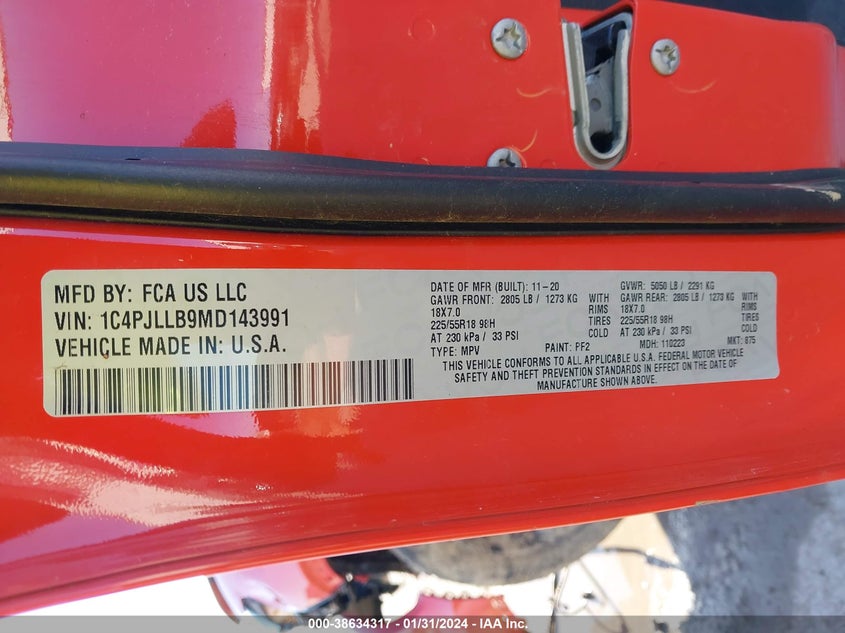 MFD BY: FCA US LLC
VIN: 1C4PJLLB9MD143991
VEHICLE MADE IN: U.S.A.
DATE OF MFR (BUILT): 11-20
GVWR: 5050 LB / 2291 KG
GAWR FRONT: 2805 LB / 1273 KG WITH
GAWR REAR: 2805 LB / 1273 KG WITH
18X7.0 RIMS
18X7.0 RIMS
225/55R18 98H TIRES
225/55R18 98H TIRES
AT 230 kPa / 33 PSI COLD
AT 230 kPa / 33 PSI COLD
TYPE: MPV PAINT: PF2 MDH: 110223 MKT: 875
VEHICLE CONFORMS TO ALL APPLICABLE U.S.A. FEDERAL MOTOR VEHICLE
SAFETY AND THEFT PREVENTION STANDARDS IN EFFECT ON THE DATE OF
MANUFACTURE SHOWN ABOVE.
000-38634317 - 01/31/2024 - IAA Inc.